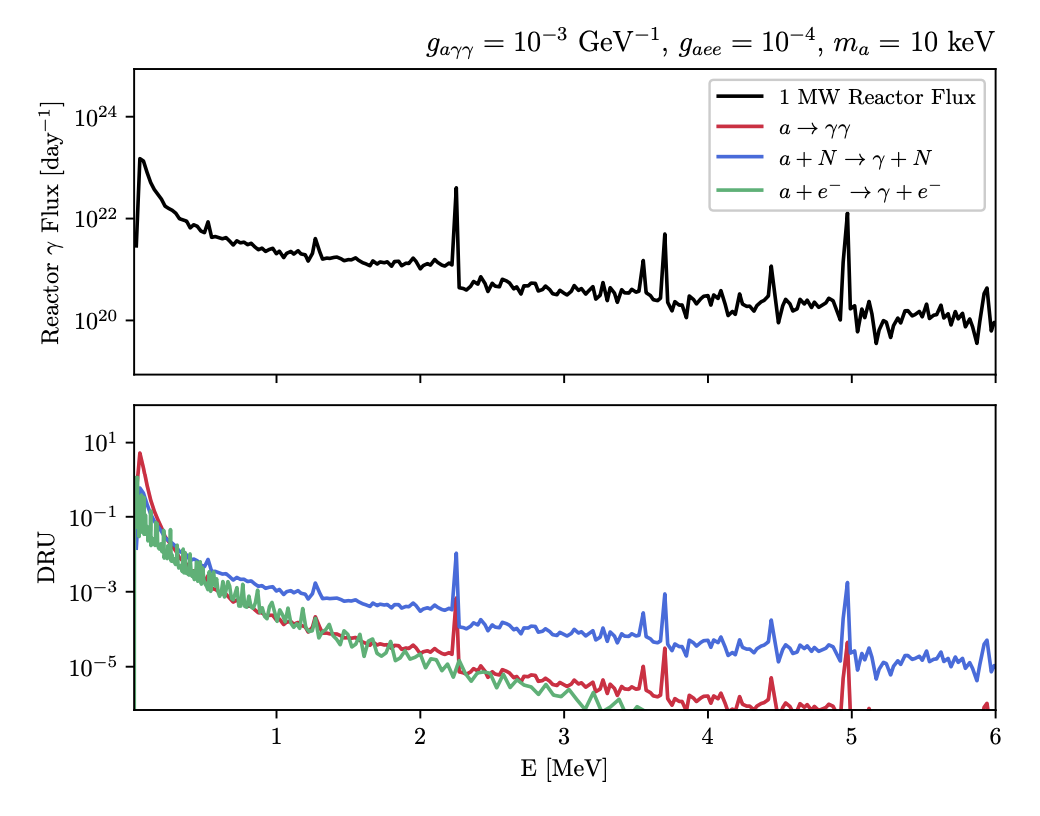 g_{aγγ} = 10^{−3} GeV^{−1}, g_{aee} = 10^{−4}, m_a = 10 keV
Reactor γ Flux [day^{−1}]
10^{24}
10^{22}
10^{20}
1 MW Reactor Flux
a → γγ
a + N → γ + N
a + e^− → γ + e^−
DRU
10^1
10^{−1}
10^{−3}
10^{−5}
1 2 3 4 5 6
E [MeV]